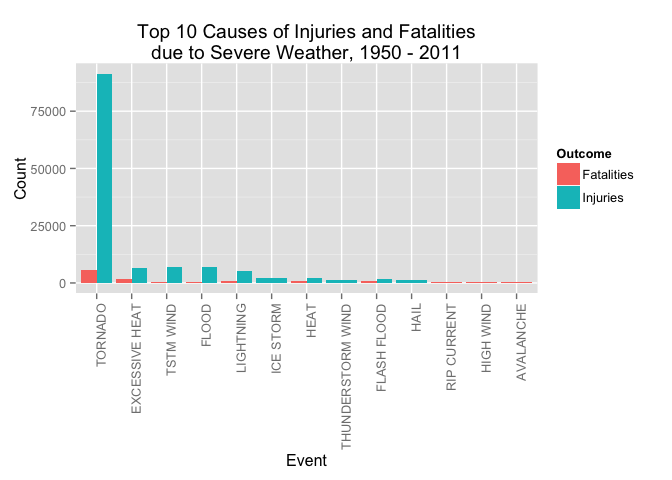 Top 10 Causes of Injuries and Fatalities
due to Severe Weather, 1950 - 2011
Count
75000
50000
25000
0
TORNADO
EXCESSIVE HEAT
TSTM WIND
FLOOD
LIGHTNING
ICE STORM
HEAT
THUNDERSTORM WIND
FLASH FLOOD
HAIL
RIP CURRENT
HIGH WIND
AVALANCHE
Event
Outcome
Fatalities
Injuries